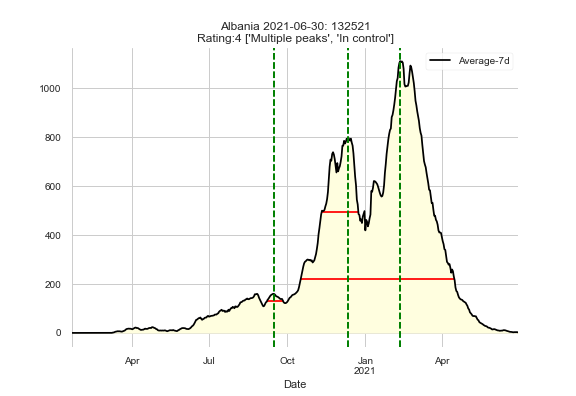 Albania 2021-06-30: 132521
Rating:4 ['Multiple peaks', 'In control']
Average-7d
1000
800
600
400
200
0
Apr Jul Oct Jan Apr
2021
Date